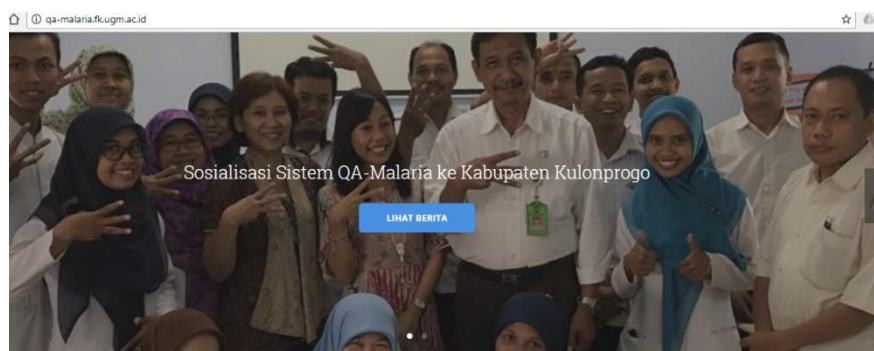 qa-malaria.fk.ugm.ac.id
Sosialisasi Sistem QA-Malaria ke Kabupaten Kulonprogo
LIHAT BERITA